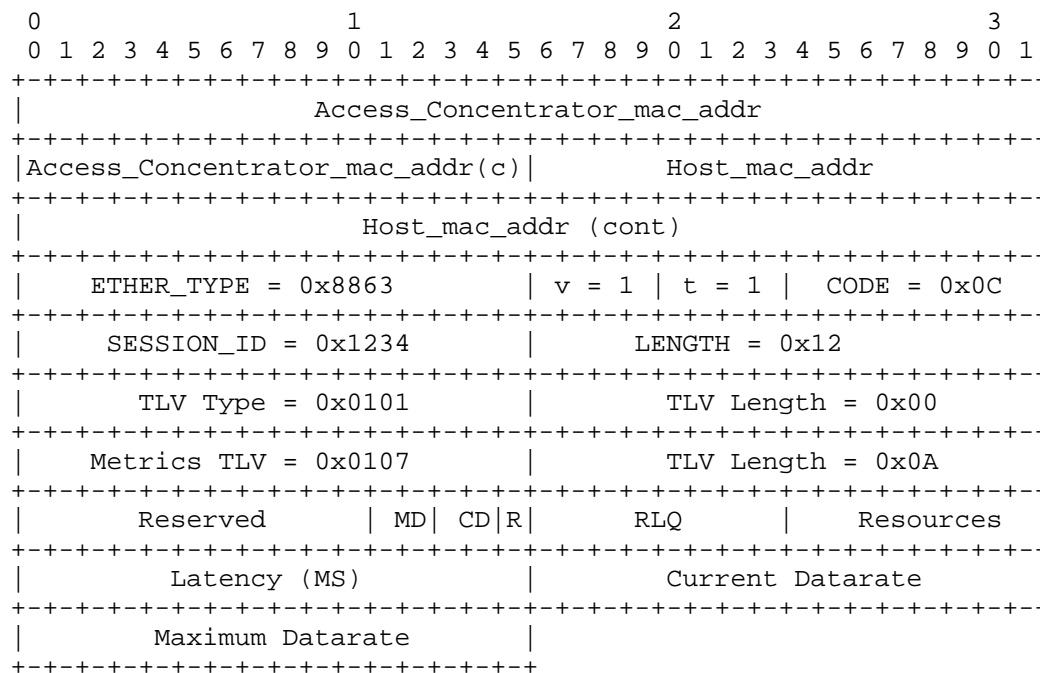 0                   1                   2                   3
 0 1 2 3 4 5 6 7 8 9 0 1 2 3 4 5 6 7 8 9 0 1 2 3 4 5 6 7 8 9 0 1
+-+-+-+-+-+-+-+-+-+-+-+-+-+-+-+-+-+-+-+-+-+-+-+-+-+-+-+-+-+-+-+--
|                  Access_Concentrator_mac_addr
+-+-+-+-+-+-+-+-+-+-+-+-+-+-+-+-+-+-+-+-+-+-+-+-+-+-+-+-+-+-+-+--
|Access_Concentrator_mac_addr(c)|        Host_mac_addr
+-+-+-+-+-+-+-+-+-+-+-+-+-+-+-+-+-+-+-+-+-+-+-+-+-+-+-+-+-+-+-+--
|                     Host_mac_addr (cont)
+-+-+-+-+-+-+-+-+-+-+-+-+-+-+-+-+-+-+-+-+-+-+-+-+-+-+-+-+-+-+-+--
|    ETHER_TYPE = 0x8863        | v = 1 | t = 1 |  CODE = 0x0C
+-+-+-+-+-+-+-+-+-+-+-+-+-+-+-+-+-+-+-+-+-+-+-+-+-+-+-+-+-+-+-+--
|     SESSION_ID = 0x1234       |      LENGTH = 0x12
+-+-+-+-+-+-+-+-+-+-+-+-+-+-+-+-+-+-+-+-+-+-+-+-+-+-+-+-+-+-+-+--
|       TLV Type = 0x0101       |        TLV Length = 0x00
+-+-+-+-+-+-+-+-+-+-+-+-+-+-+-+-+-+-+-+-+-+-+-+-+-+-+-+-+-+-+-+--
|    Metrics TLV = 0x0107       |        TLV Length = 0x0A
+-+-+-+-+-+-+-+-+-+-+-+-+-+-+-+-+-+-+-+-+-+-+-+-+-+-+-+-+-+-+-+--
|       Reserved      | MD| CD|R|      RLQ      |    Resources
+-+-+-+-+-+-+-+-+-+-+-+-+-+-+-+-+-+-+-+-+-+-+-+-+-+-+-+-+-+-+-+--
|         Latency (MS)          |        Current Datarate
+-+-+-+-+-+-+-+-+-+-+-+-+-+-+-+-+-+-+-+-+-+-+-+-+-+-+-+-+-+-+-+--
|        Maximum Datarate       |
+-+-+-+-+-+-+-+-+-+-+-+-+-+-+-+-+